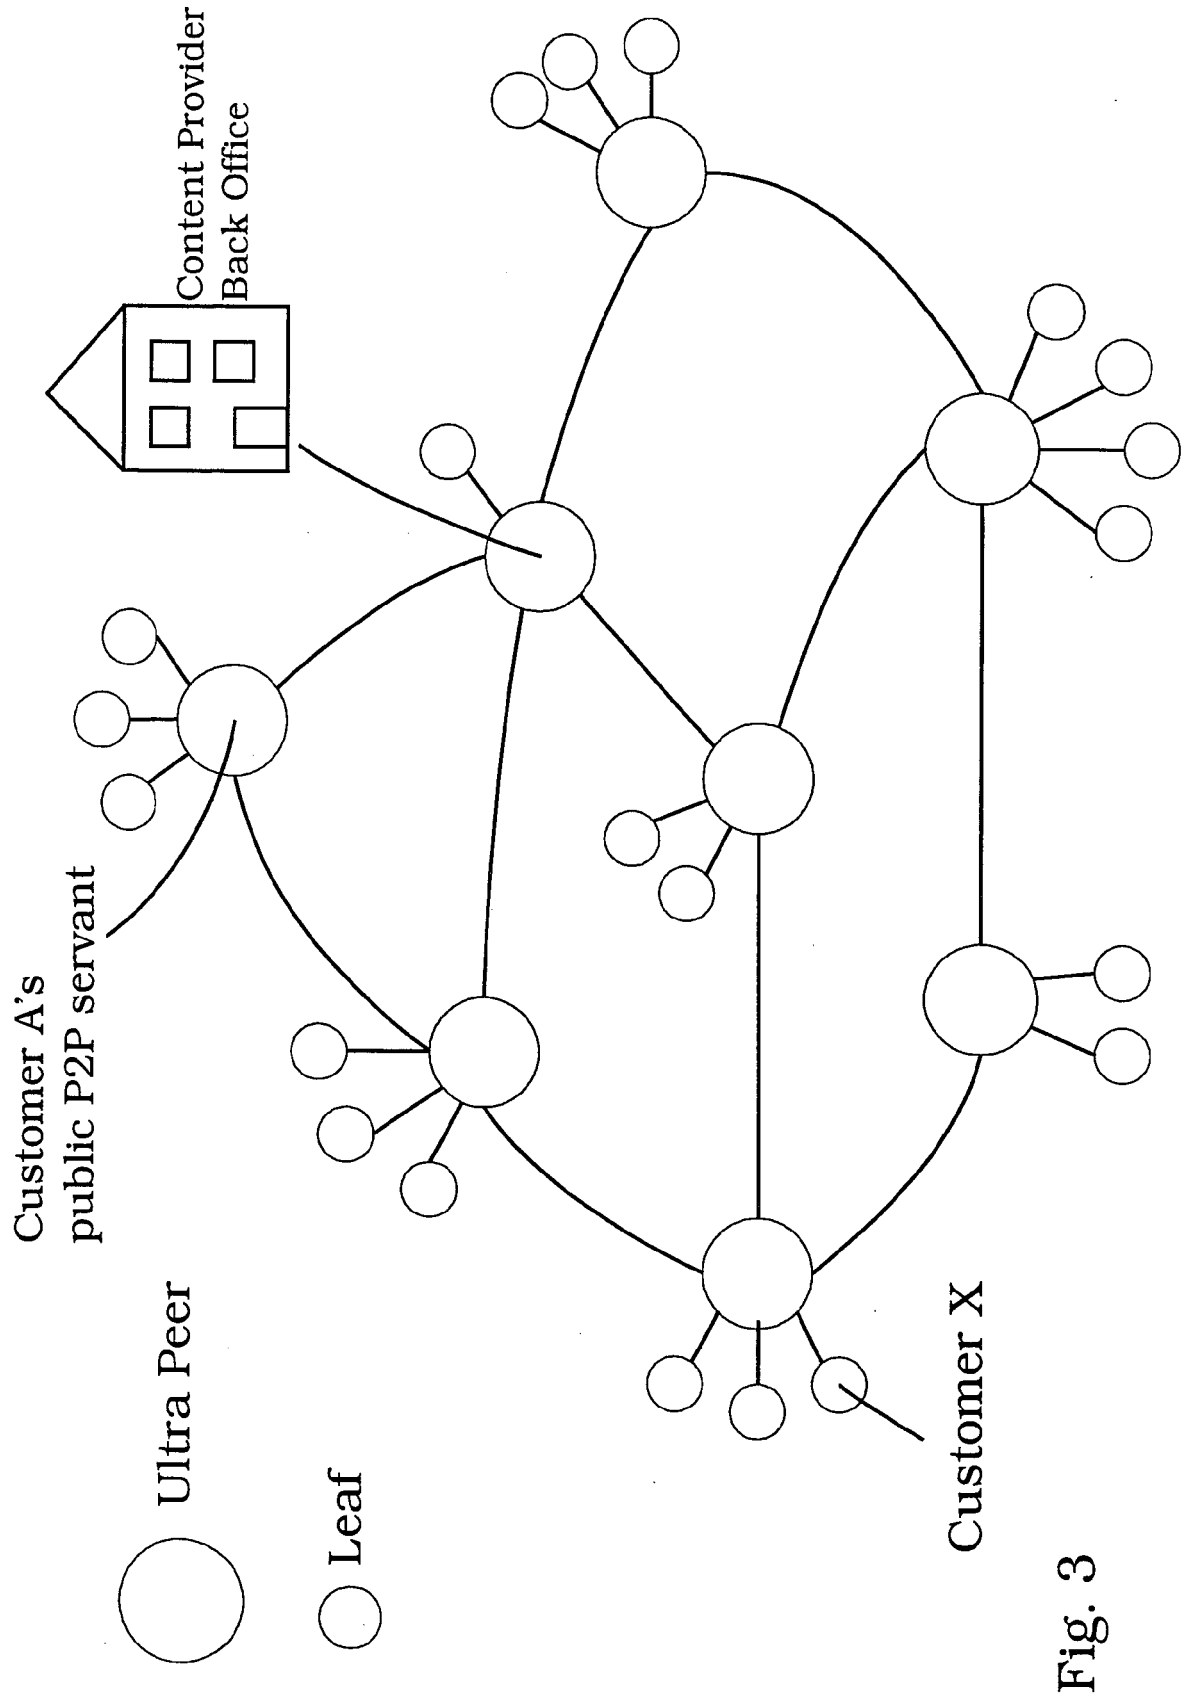 Content Provider
Back Office
Customer A's
public P2P servant
Ultra Peer
Leaf
Customer X
Fig. 3